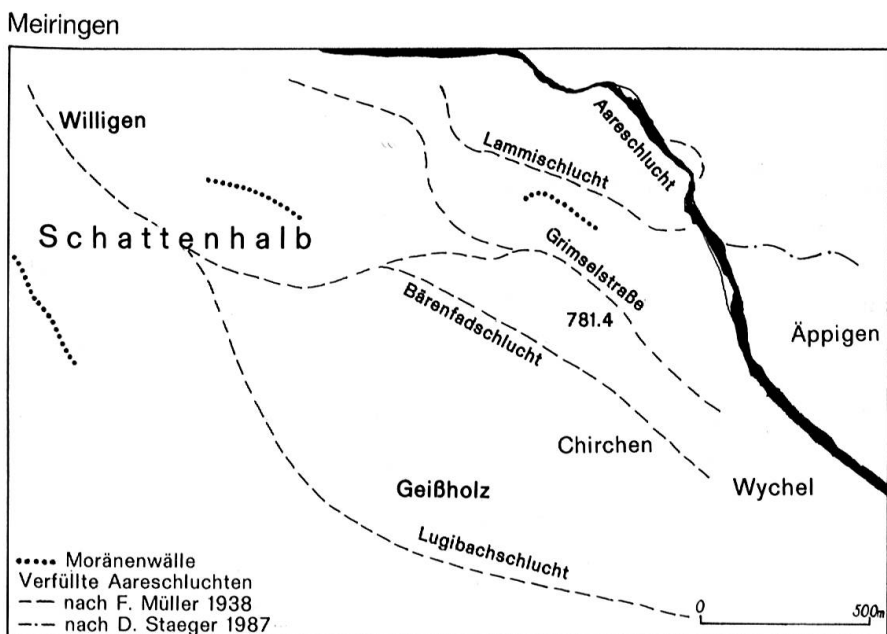 Meiringen
Willigen
Aareschlucht
Lammischlucht
Schattenhalb
Grimselstraße
Bärenfadschlucht
781.4
Äppigen
Chirchen
Geißholz
Wychel
Lugibachschlucht
Moränenwälle
Verfüllte Aareschluchten
nach F. Müller 1938
nach D. Staeger 1987
0 500m